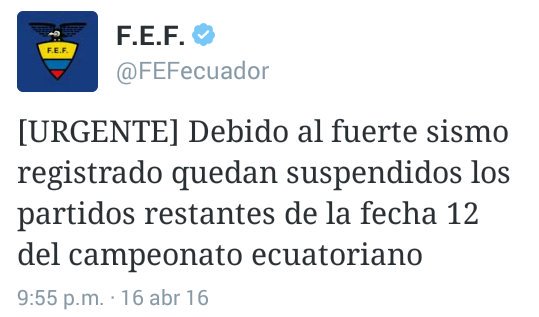 F.E.F.
F.E.F.
@FEFecuador
[URGENTE] Debido al fuerte sismo
registrado quedan suspendidos los
partidos restantes de la fecha 12
del campeonato ecuatoriano
9:55 p.m. · 16 abr 16